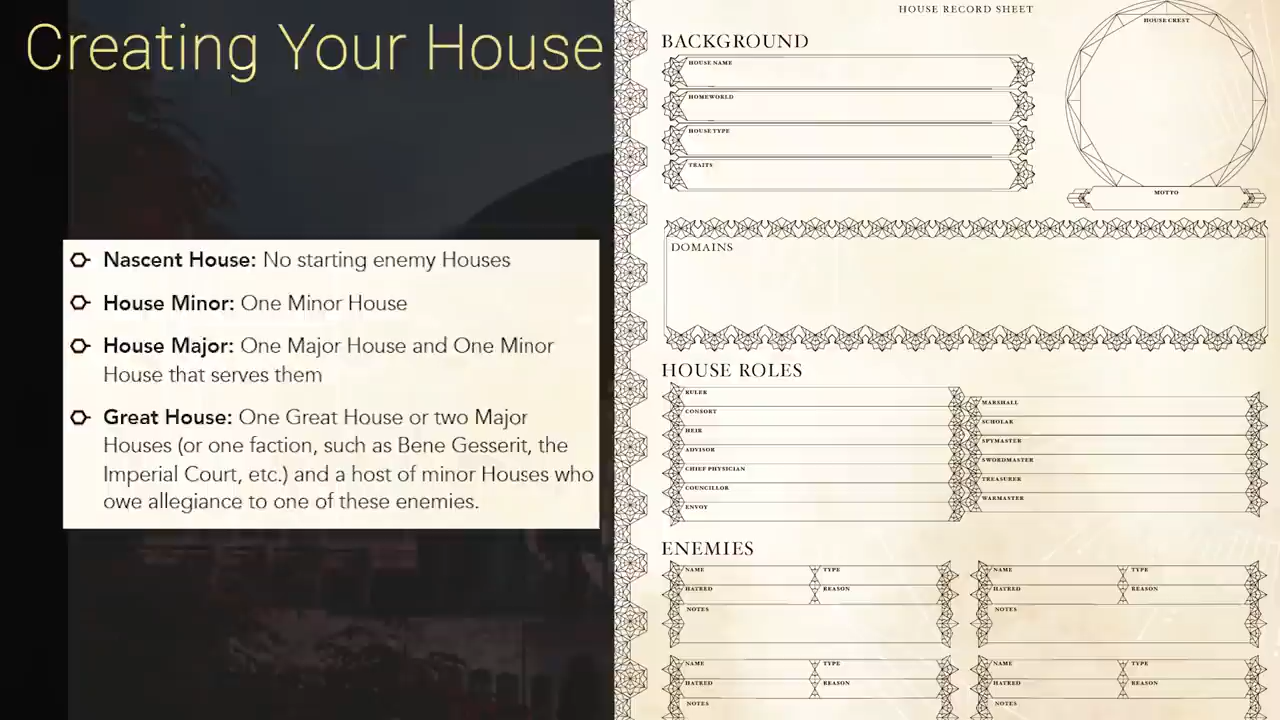 Creating Your House
Nascent House: No starting enemy Houses
House Minor: One Minor House
House Major: One Major House and One Minor
House that serves them
Great House: One Great House or two Major
Houses (or one faction, such as Bene Gesserit, the
Imperial Court, etc.) and a host of minor Houses who
owe allegiance to one of these enemies.
HOUSE RECORD SHEET
BACKGROUND
HOUSE NAME
HOMEWORLD
HOUSE TYPE
TRAITS
HOUSE CREST
MOTTO
DOMAINS
HOUSE ROLES
RULER
CONSORT
HEIR
ADVISOR
CHIEF PHYSICIAN
COUNCILLOR
ENVOY
MARSHALL
SCHOLAR
SPYMASTER
SWORDMASTER
TREASURER
WARMASTER
ENEMIES
NAME TYPE
HATRED REASON
NOTES
NAME TYPE
HATRED REASON
NOTES
NAME TYPE
HATRED REASON
NOTES
NAME TYPE
HATRED REASON
NOTES